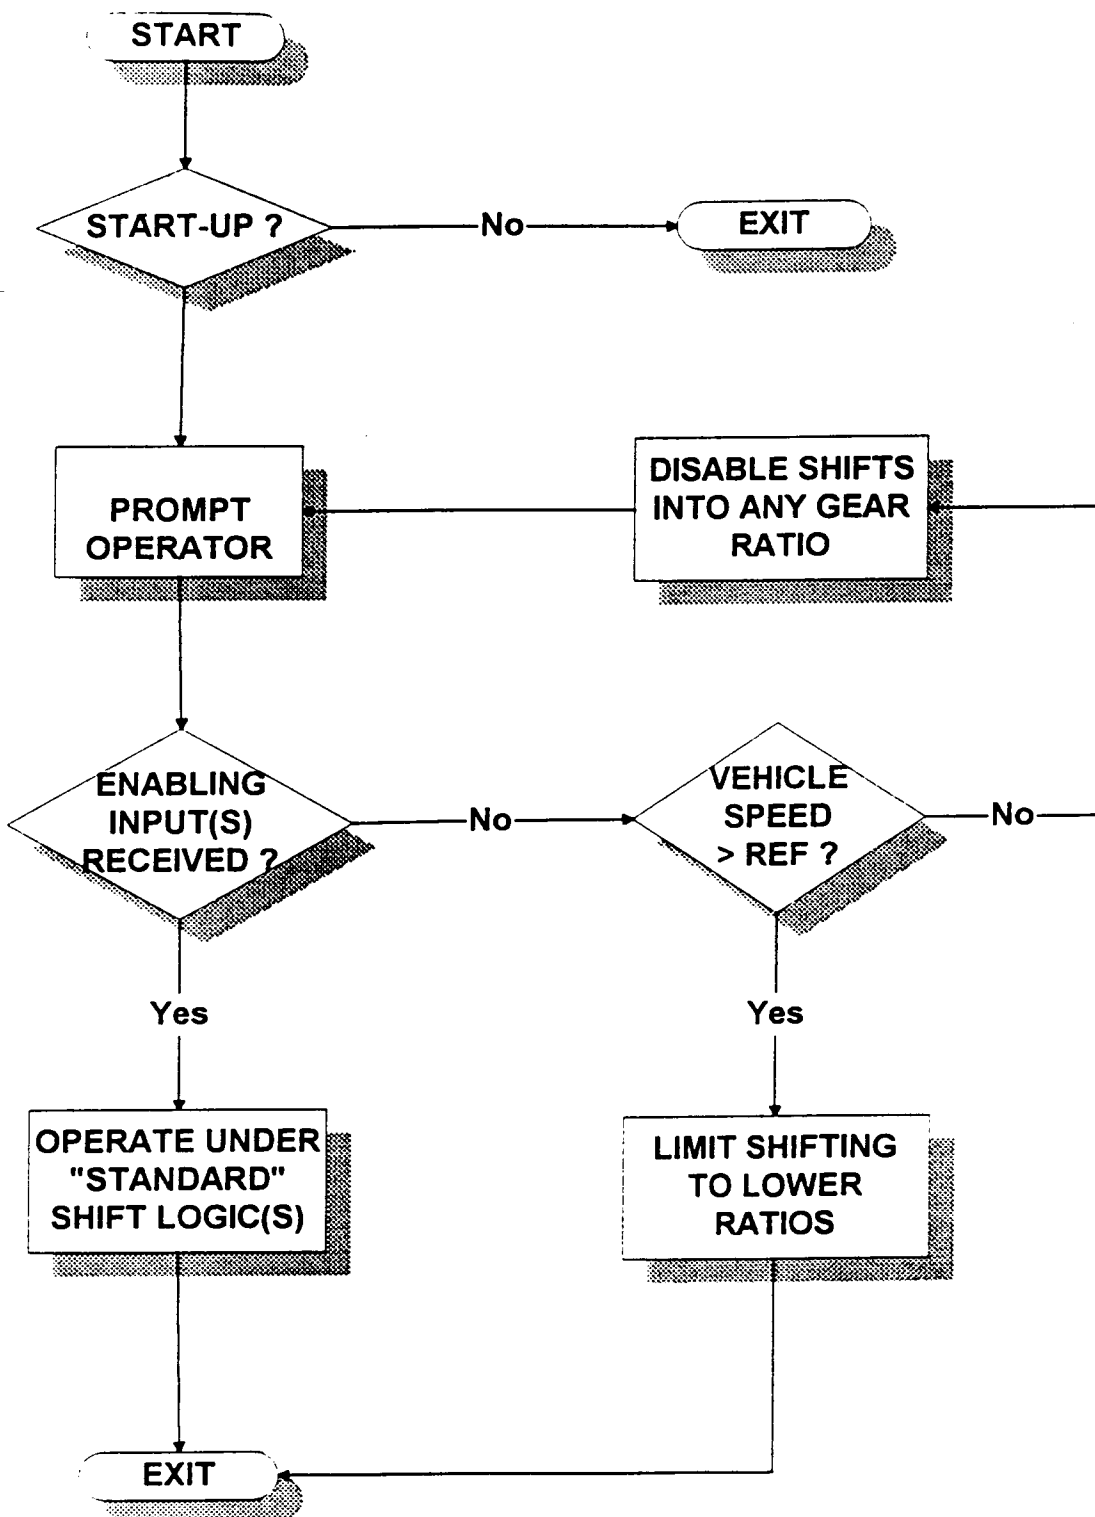 START
START-UP ?
No
EXIT
PROMPT
OPERATOR
DISABLE SHIFTS
INTO ANY GEAR
RATIO
ENABLING
INPUT(S)
RECEIVED ?
No
VEHICLE
SPEED
> REF ?
No
Yes
Yes
OPERATE UNDER
"STANDARD"
SHIFT LOGIC(S)
LIMIT SHIFTING
TO LOWER
RATIOS
EXIT